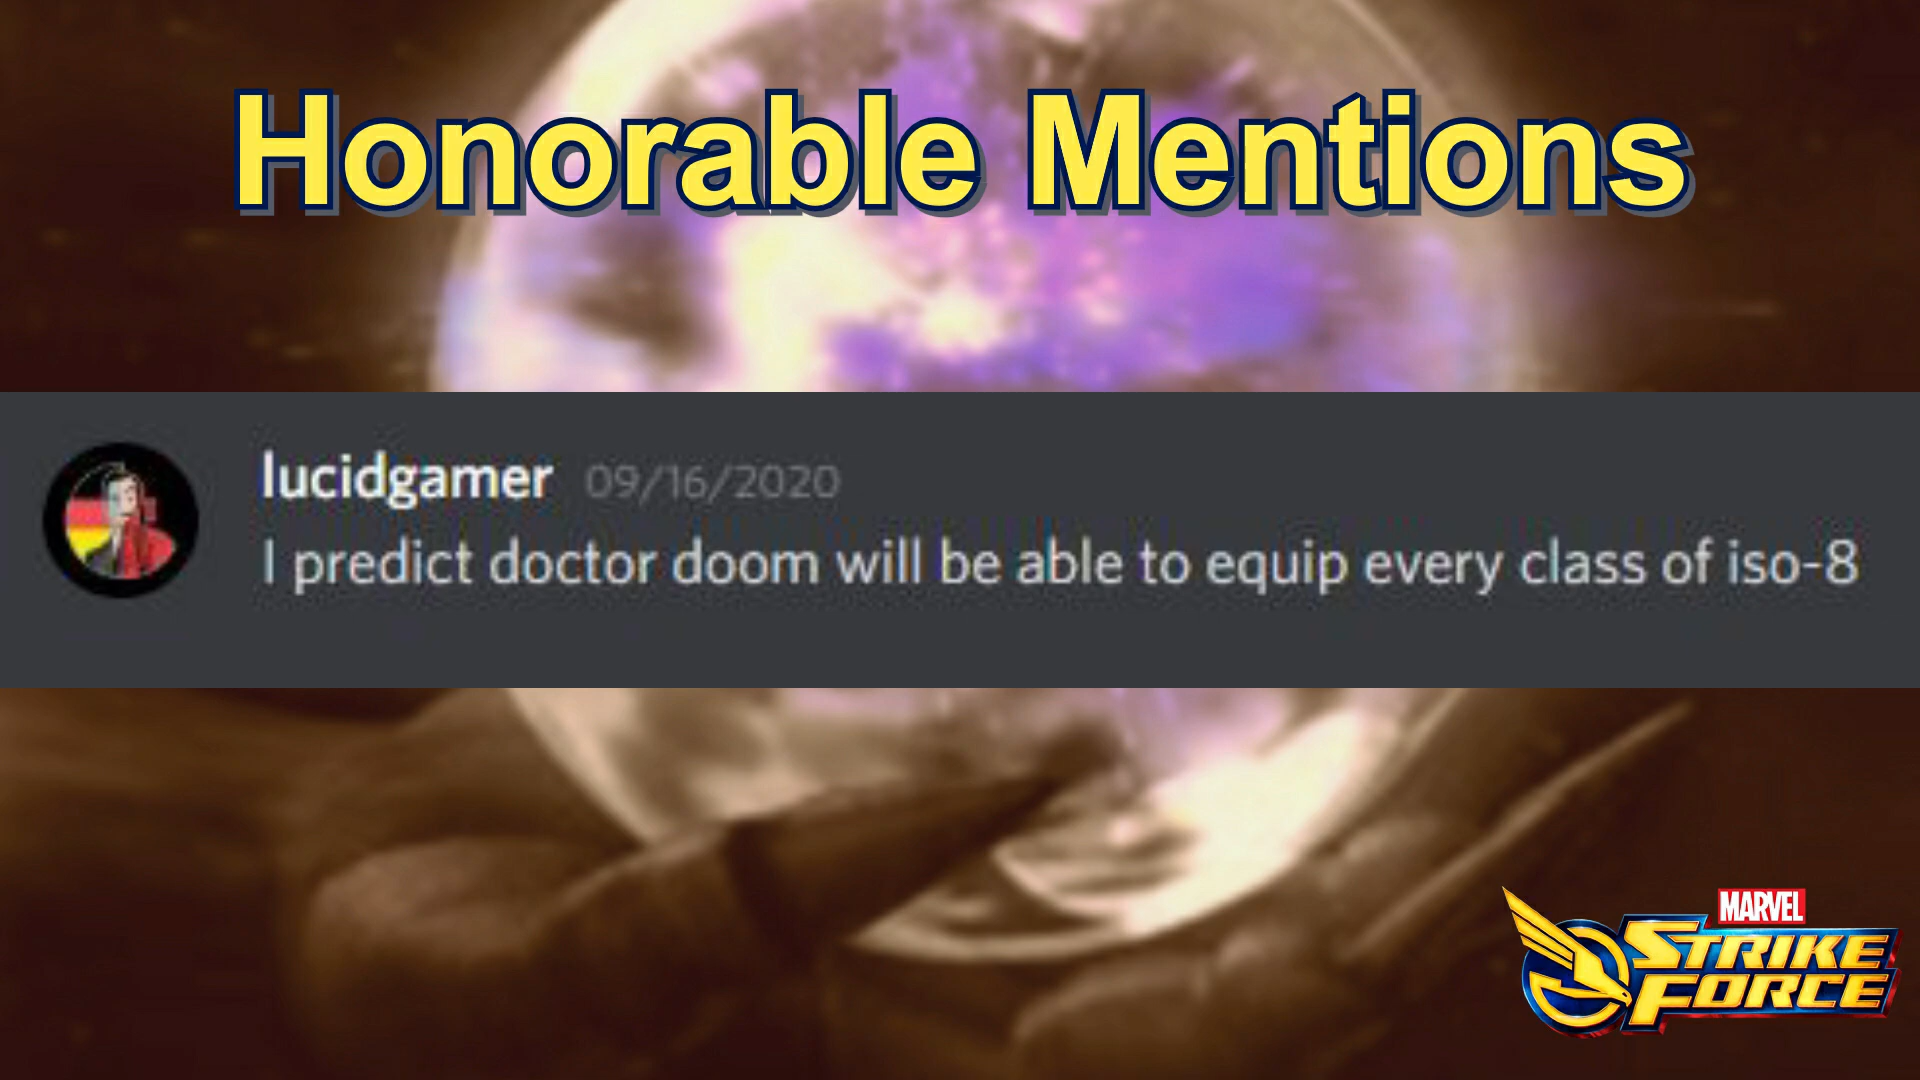 Honorable Mentions
lucidgamer 09/16/2020
I predict doctor doom will be able to equip every class of iso-8
MARVEL
STRIKE
FORCE